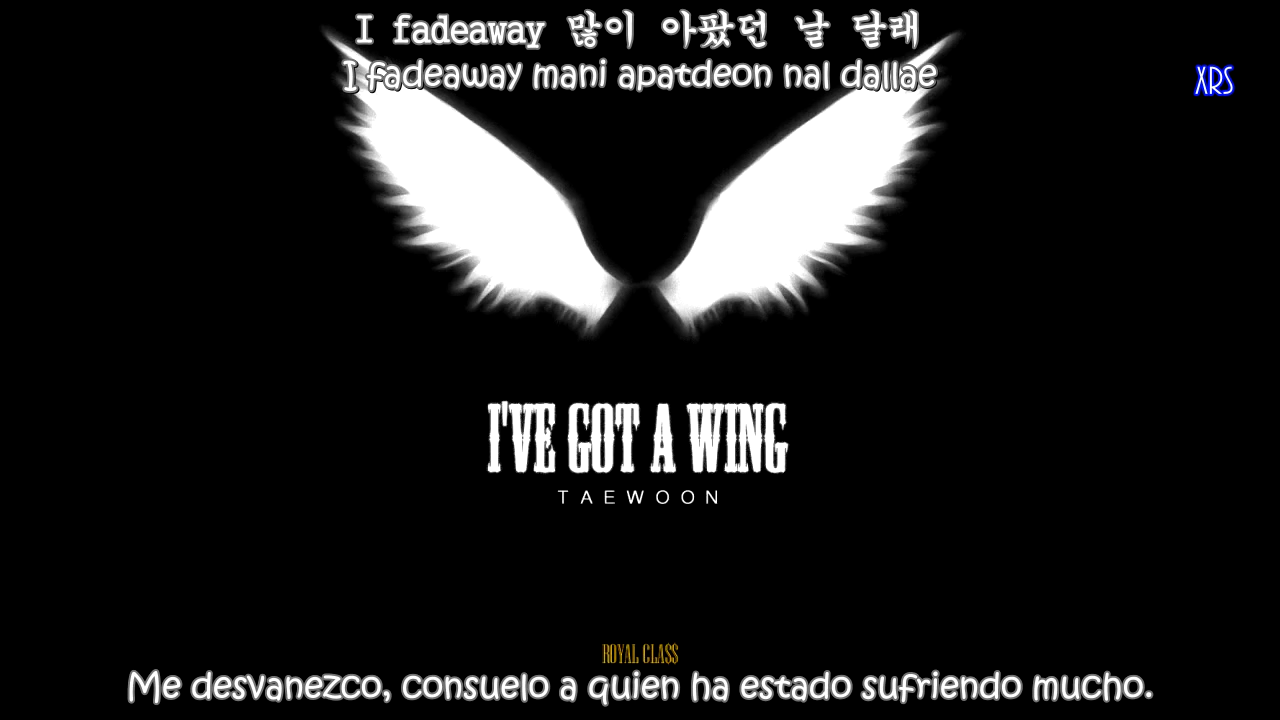 I fadeaway 많이 아팠던 날 달래
I fadeaway mani apatdeon nal dallae
XRS
I'VE GOT A WING
TAEWOON
ROYAL CLASS
Me desvanezco, consuelo a quien ha estado sufriendo mucho.